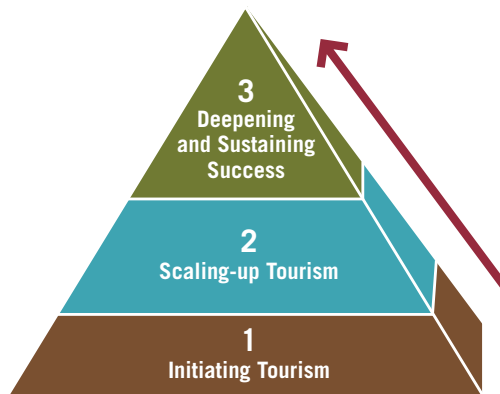 3
Deepening
and Sustaining
Success
2
Scaling-up Tourism
1
Initiating Tourism